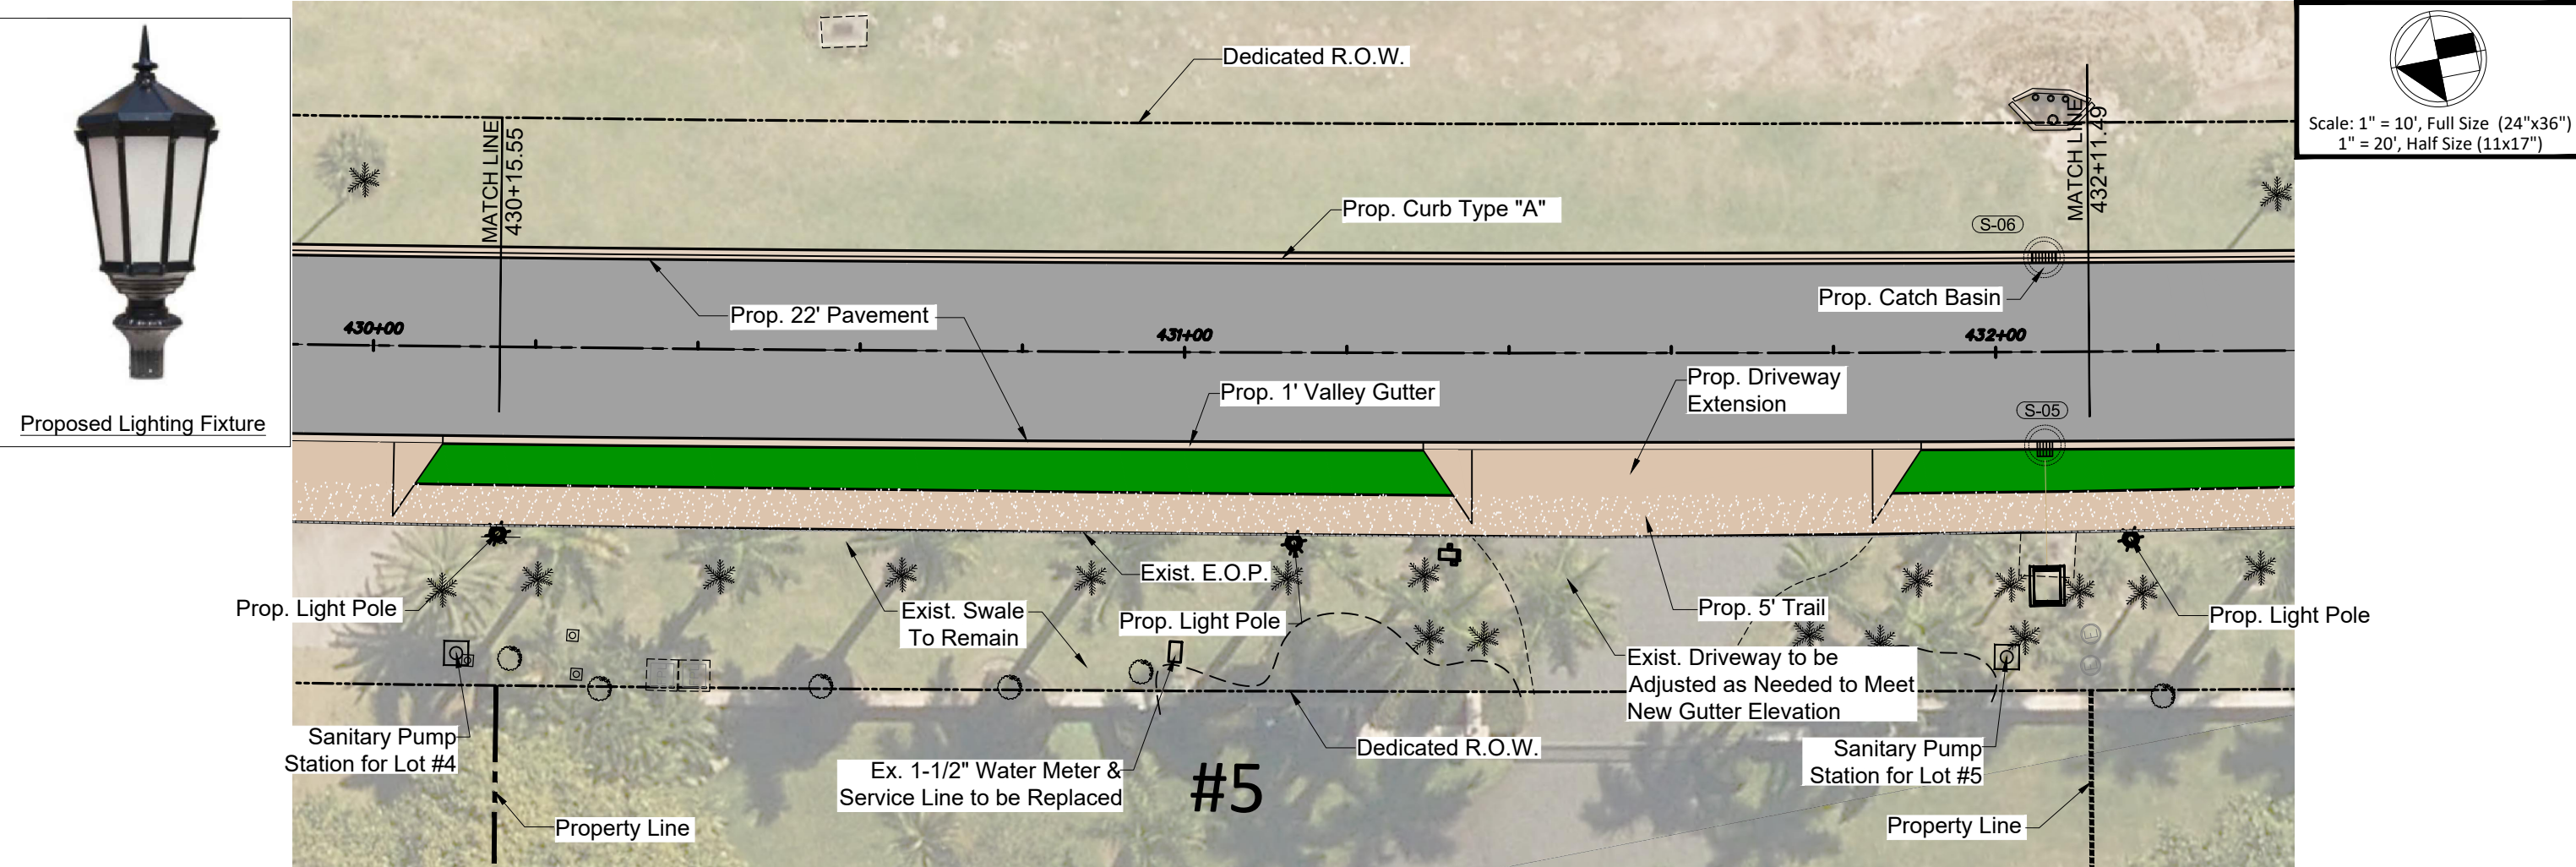 Dedicated R.O.W.
Scale: 1" = 10', Full Size (24"x36")
1" = 20', Half Size (11x17")
MATCH LINE
430+15.55
MATCH LINE
432+11.49
Prop. Curb Type "A"
S-06
Prop. Catch Basin
Prop. 22' Pavement
430+00
431+00
432+00
Prop. Driveway
Extension
Prop. 1' Valley Gutter
S-05
Proposed Lighting Fixture
Exist. E.O.P.
Prop. Light Pole
Exist. Swale
To Remain
Prop. Light Pole
Prop. 5' Trail
Prop. Light Pole
Exist. Driveway to be
Adjusted as Needed to Meet
New Gutter Elevation
Sanitary Pump
Station for Lot #4
Dedicated R.O.W.
Sanitary Pump
Station for Lot #5
Ex. 1-1/2" Water Meter &
Service Line to be Replaced
#5
Property Line
Property Line